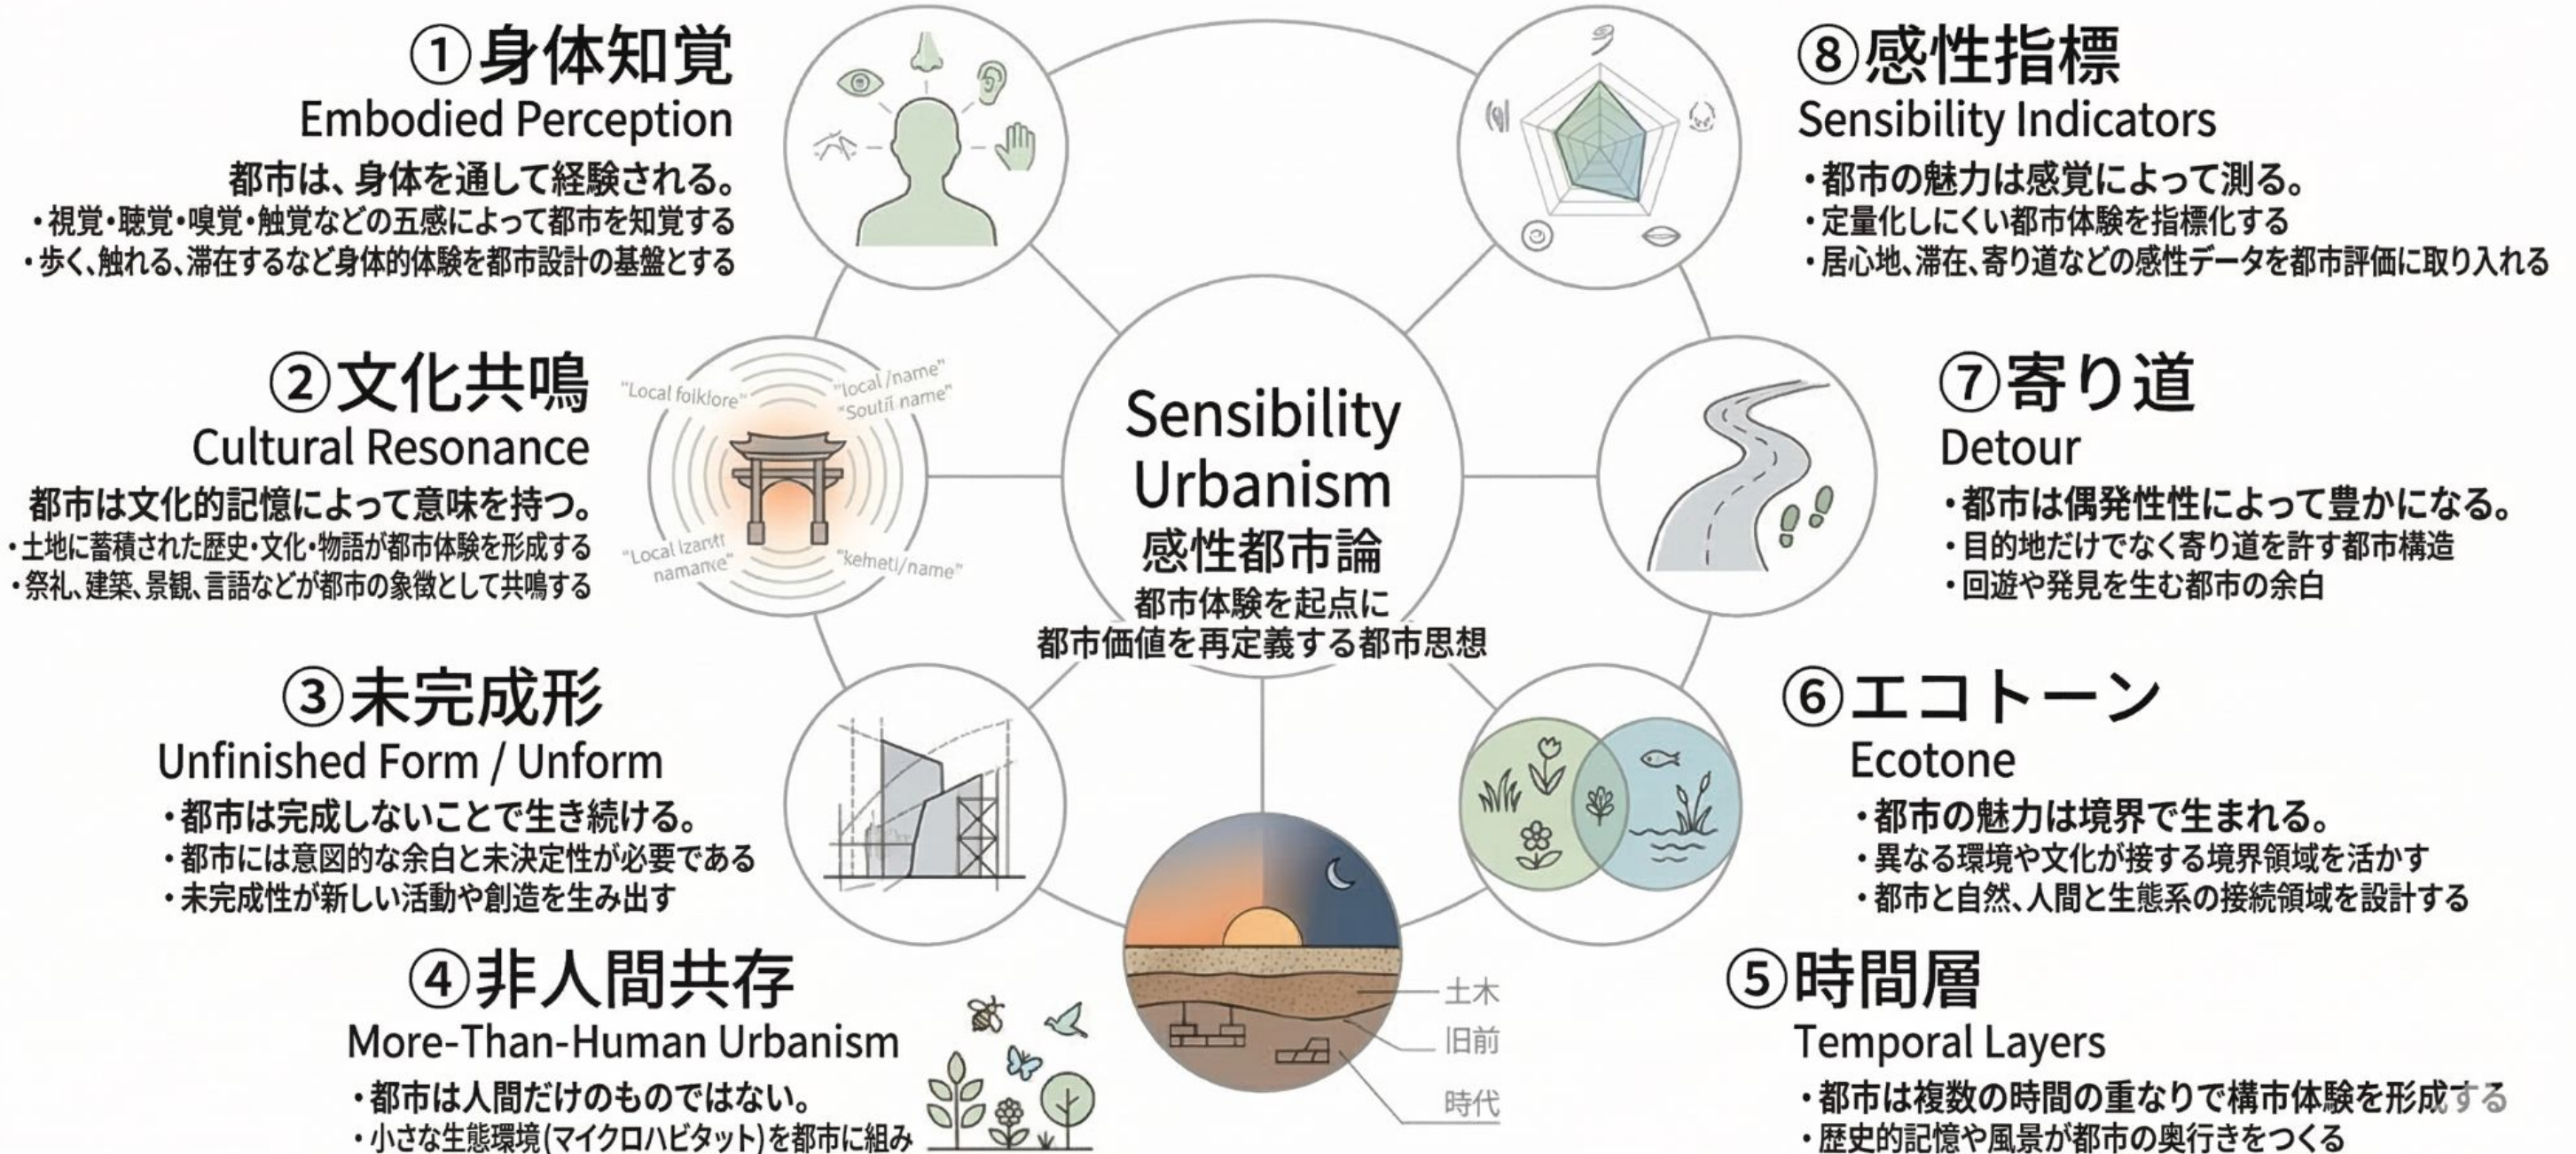 ①身体知覚
Embodied Perception
都市は、身体を通して経験される。
・視覚・聴覚・嗅覚・触覚などの五感によって都市を知覚する
・歩く、触れる、滞在するなど身体的体験を都市設計の基盤とする
②文化共鳴
Cultural Resonance
都市は文化的記憶によって意味を持つ。
・土地に蓄積された歴史・文化・物語が都市体験を形成する
・祭礼、建築、景観、言語などが都市の象徴として共鳴する
"Local foiklore"
"local /name"
"Soutīl name"
"Local
"kemeti/name"
③未完成形
Unfinished Form / Unform
・都市は完成しないことで生き続ける。
・都市には意図的な余白と未決定性が必要である
・未完成性が新しい活動や創造を生み出す
④非人間共存
More-Than-Human Urbanism
・都市は人間だけのものではない。
・小さな生態環境(マイクロハビタット)を都市に組み
Sensibility
Urbanism
感性都市論
都市体験を起点に
都市価値を再定義する都市思想
土木
旧前
時代
⑧感性指標
Sensibility Indicators
・都市の魅力は感覚によって測る。
・定量化しにくい都市体験を指標化する
・居心地、滞在、寄り道などの感性データを都市評価に取り入れる
⑦寄り道
Detour
・都市は偶発性性によって豊かになる。
・目的地だけでなく寄り道を許す都市構造
・回遊や発見を生む都市の余白
⑥エコトーン
Ecotone
・都市の魅力は境界で生まれる。
・異なる環境や文化が接する境界領域を活かす
・都市と自然、人間と生態系の接続領域を設計する
⑤時間層
Temporal Layers
・都市は複数の時間の重なりで構市体験を形成する
・歴史的記憶や風景が都市の奥行きをつくる